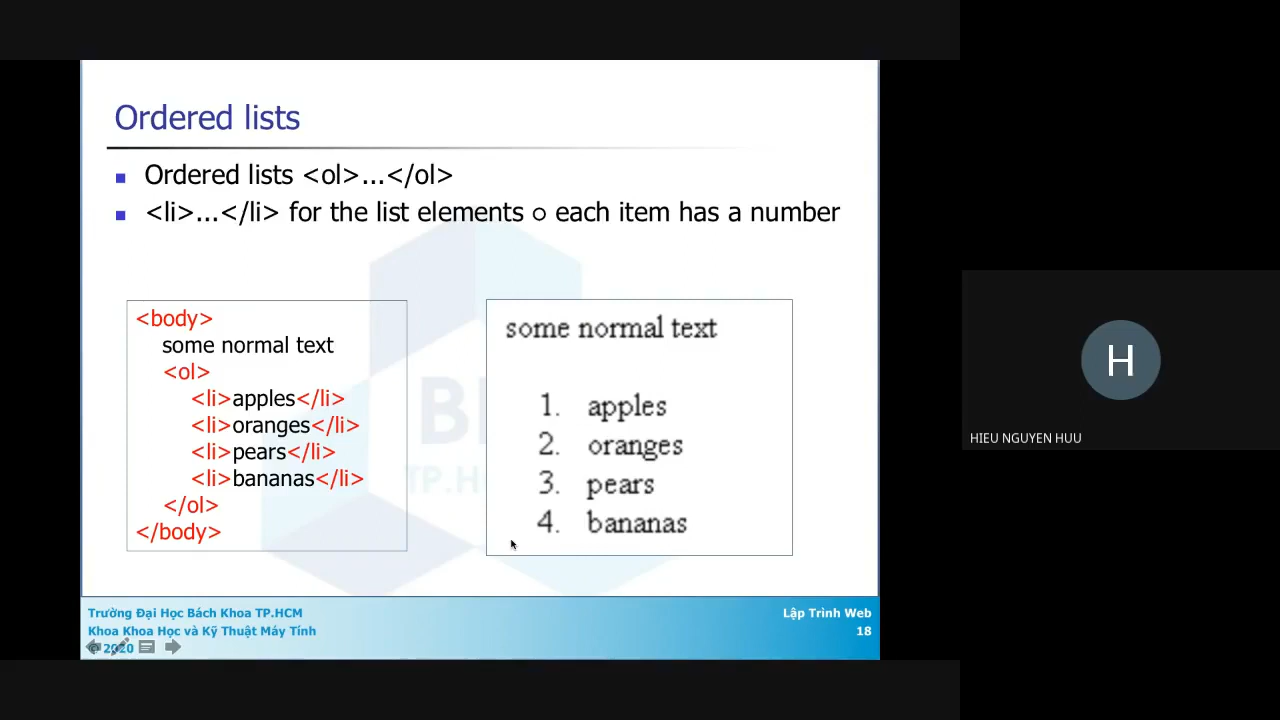 Ordered lists
Ordered lists <ol>...</ol>
<li>...</li> for the list elements o each item has a number
<body>
some normal text
<ol>
<li>apples</li>
<li>oranges</li>
<li>pears</li>
<li>bananas</li>
</ol>
</body>
some normal text
1. apples
2. oranges
3. pears
4. bananas
Trường Đại Học Bách Khoa TP.HCM
Khoa Khoa Học và Kỹ Thuật Máy Tính
© 2020
Lập Trình Web
18
H
HIEU NGUYEN HUU